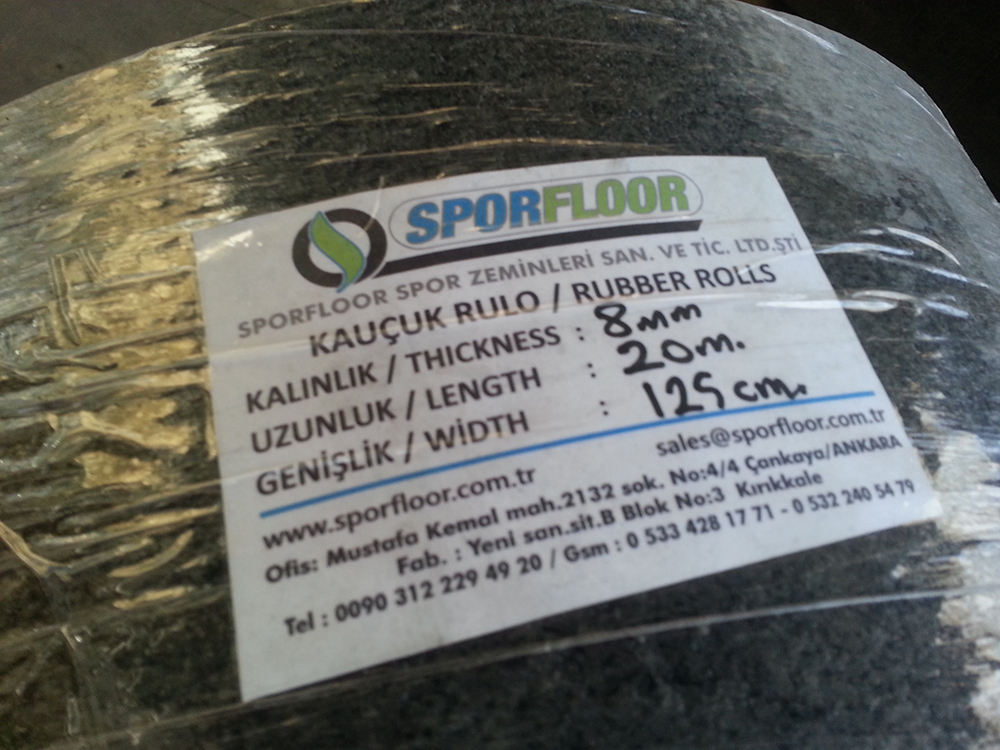 SPORFLOOR
SPORFLOOR SPOR ZEMİNLERİ SAN. VE TİC. LTD.ŞTİ
KAUÇUK RULO / RUBBER ROLLS
KALINLIK / THICKNESS : 8mm
UZUNLUK / LENGTH : 20m.
GENİŞLİK / WİDTH : 125 cm.
www.sporfloor.com.tr sales@sporfloor.com.tr
Ofis: Mustafa Kemal mah.2132 sok. No:4/4 Çankaya/ANKARA
Fab. : Yeni san.sit.B Blok No:3 Kırıkkale
Tel : 0090 312 229 49 20 / Gsm : 0 533 428 17 71 - 0 532 240 54 79